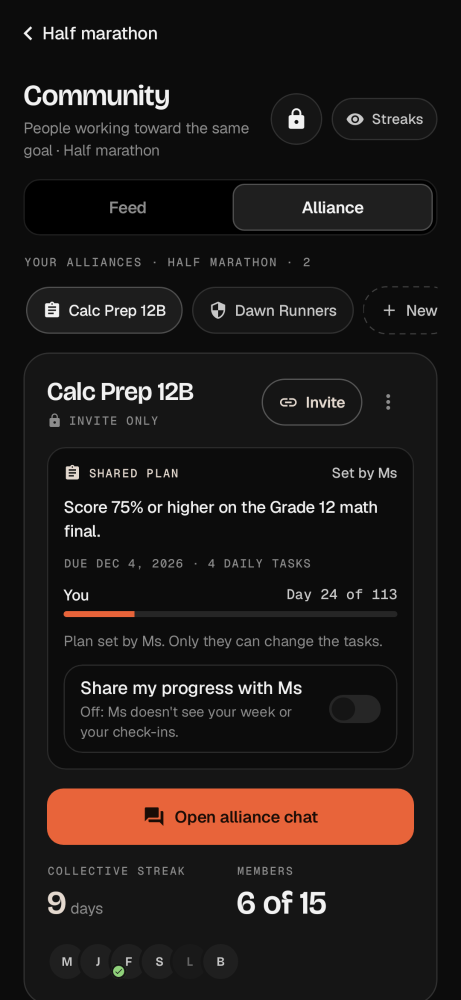 Half marathon
Community
People working toward the same
goal · Half marathon
Streaks
Feed
Alliance
YOUR ALLIANCES · HALF MARATHON · 2
Calc Prep 12B
Dawn Runners
+ New
Calc Prep 12B
INVITE ONLY
Invite
SHARED PLAN
Set by Ms
Score 75% or higher on the Grade 12 math
final.
DUE DEC 4, 2026 · 4 DAILY TASKS
You
Day 24 of 113
Plan set by Ms. Only they can change the tasks.
Share my progress with Ms
Off: Ms doesn't see your week or
your check-ins.
Open alliance chat
COLLECTIVE STREAK
MEMBERS
9 days
6 of 15
M J F S L B